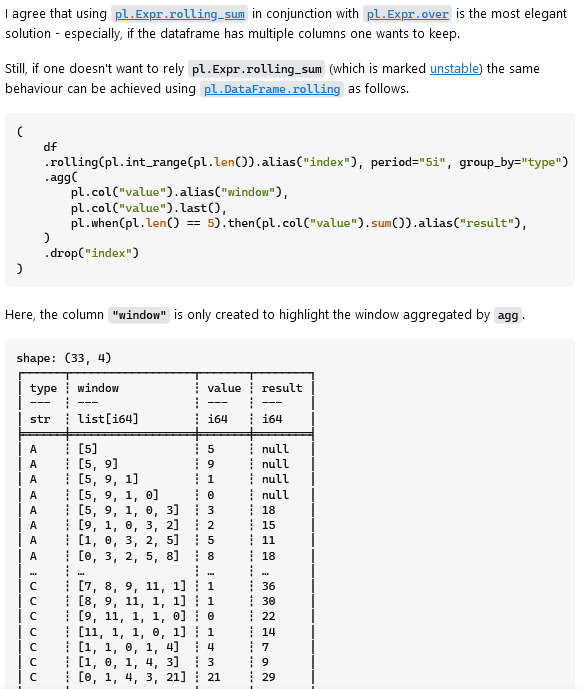 I agree that using pl.Expr.rolling_sum in conjunction with pl.Expr.over is the most elegant
solution - especially, if the dataframe has multiple columns one wants to keep.
Still, if one doesn't want to rely pl.Expr.rolling_sum (which is marked unstable) the same
behaviour can be achieved using pl.DataFrame.rolling as follows.
(
    df
    .rolling(pl.int_range(pl.len()).alias("index"), period="5i", group_by="type")
    .agg(
        pl.col("value").alias("window"),
        pl.col("value").last(),
        pl.when(pl.len() == 5).then(pl.col("value").sum()).alias("result"),
    )
    .drop("index")
)
Here, the column "window" is only created to highlight the window aggregated by agg.
shape: (33, 4)
┌──────┬────────────────────┬───────┬────────┐
│ type ┆ window             ┆ value ┆ result │
│ ---  ┆ ---                ┆ ---   ┆ ---    │
│ str  ┆ list[i64]          ┆ i64   ┆ i64    │
╞══════╪════════════════════╪═══════╪════════╡
│ A    ┆ [5]                ┆ 5     ┆ null   │
│ A    ┆ [5, 9]             ┆ 9     ┆ null   │
│ A    ┆ [5, 9, 1]          ┆ 1     ┆ null   │
│ A    ┆ [5, 9, 1, 0]       ┆ 0     ┆ null   │
│ A    ┆ [5, 9, 1, 0, 3]    ┆ 3     ┆ 18     │
│ A    ┆ [9, 1, 0, 3, 2]    ┆ 2     ┆ 15     │
│ A    ┆ [1, 0, 3, 2, 5]    ┆ 5     ┆ 11     │
│ A    ┆ [0, 3, 2, 5, 8]    ┆ 8     ┆ 18     │
│ …    ┆ …                  ┆ …     ┆ …      │
│ C    ┆ [7, 8, 9, 11, 1]   ┆ 1     ┆ 36     │
│ C    ┆ [8, 9, 11, 1, 1]   ┆ 1     ┆ 30     │
│ C    ┆ [9, 11, 1, 1, 0]   ┆ 0     ┆ 22     │
│ C    ┆ [11, 1, 1, 0, 1]   ┆ 1     ┆ 14     │
│ C    ┆ [1, 1, 0, 1, 4]    ┆ 4     ┆ 7      │
│ C    ┆ [1, 0, 1, 4, 3]    ┆ 3     ┆ 9      │
│ C    ┆ [0, 1, 4, 3, 21]   ┆ 21    ┆ 29     │